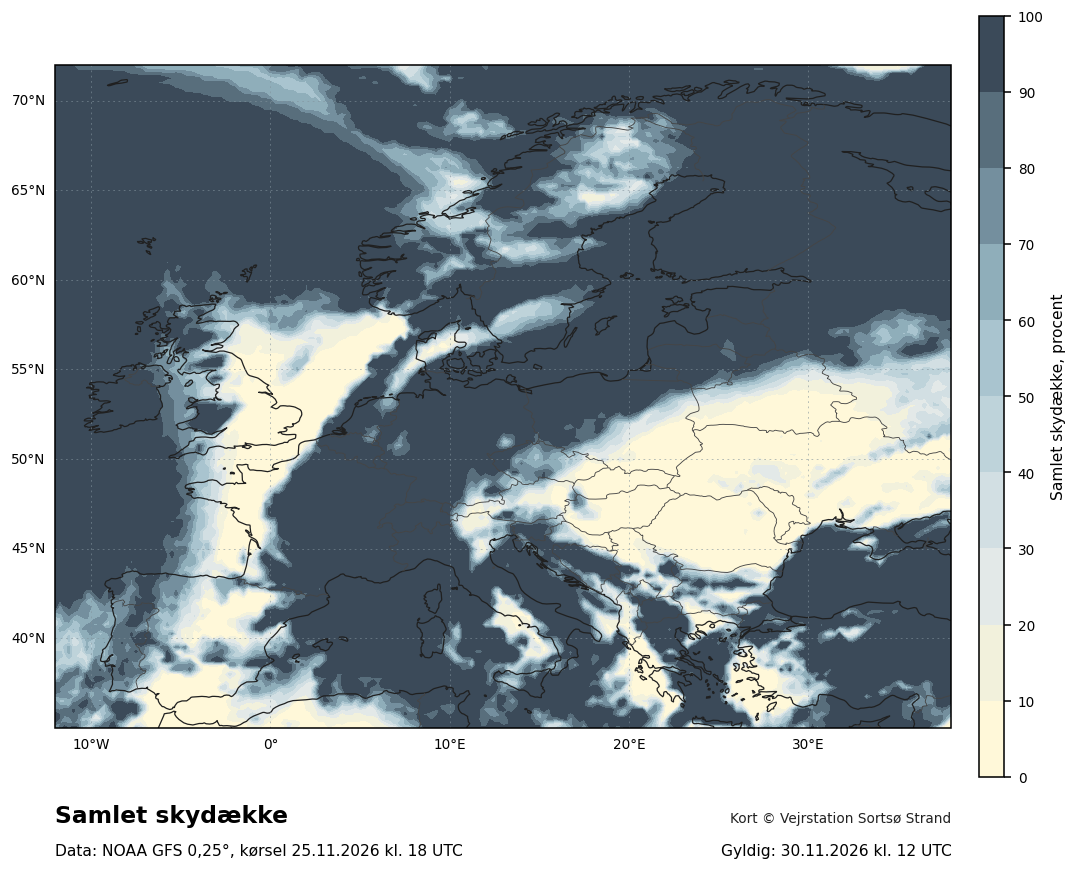 100
90
80
70
60
50
40
30
20
10
0
Samlet skydække, procent
70°N
65°N
60°N
55°N
50°N
45°N
40°N
10°W
0°
10°E
20°E
30°E
Samlet skydække
Kort © Vejrstation Sortsø Strand
Data: NOAA GFS 0,25°, kørsel 25.11.2026 kl. 18 UTC
Gyldig: 30.11.2026 kl. 12 UTC